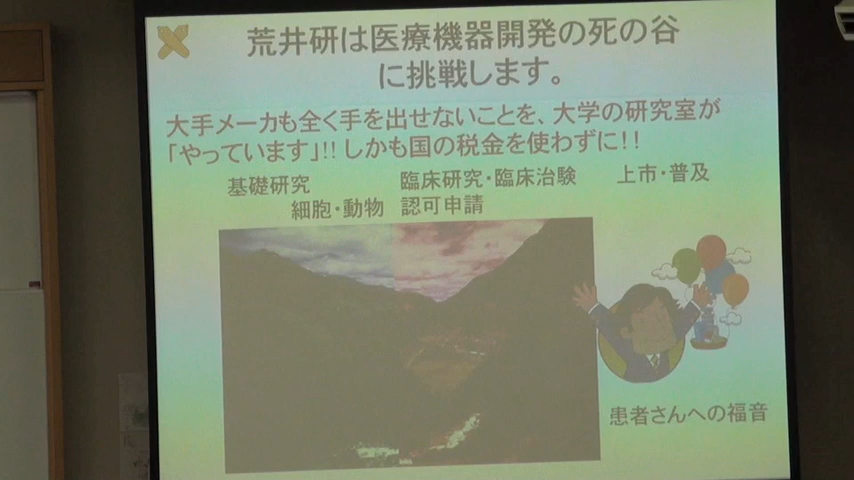 荒井研は医療機器開発の死の谷
に挑戦します。
大手メーカも全く手を出せないことを、大学の研究室が
「やっています」!! しかも国の税金を使わずに!!
基礎研究 臨床研究・臨床治験 上市・普及
細胞・動物 認可申請
患者さんへの福音